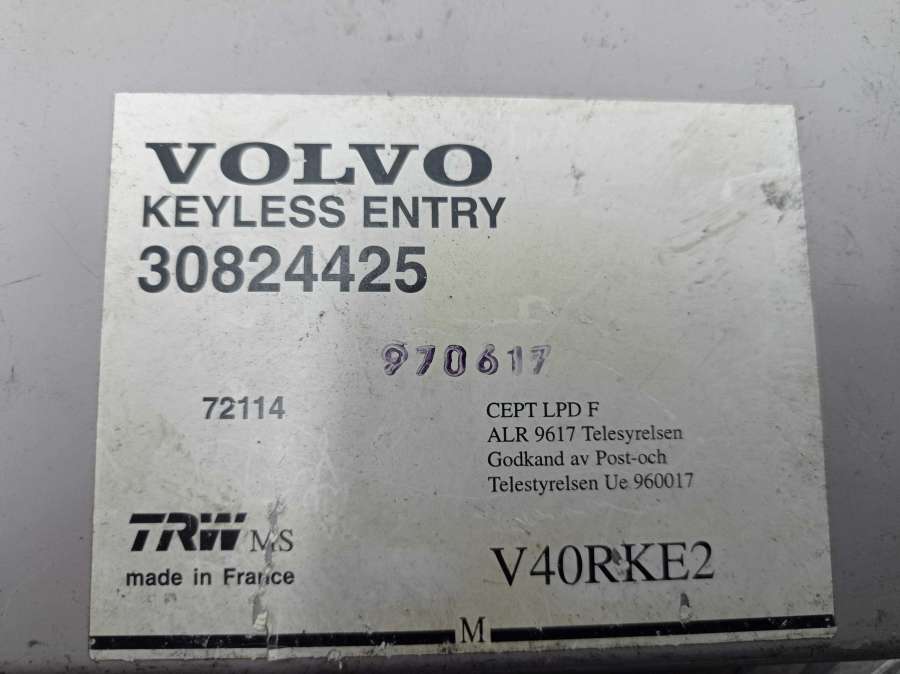 VOLVO
KEYLESS ENTRY
30824425
970617
72114
CEPT LPD F
ALR 9617 Telesyrelsen
Godkand av Post-och
Telestyrelsen Ue 960017
TRW MS
made in France
V40RKE2
M